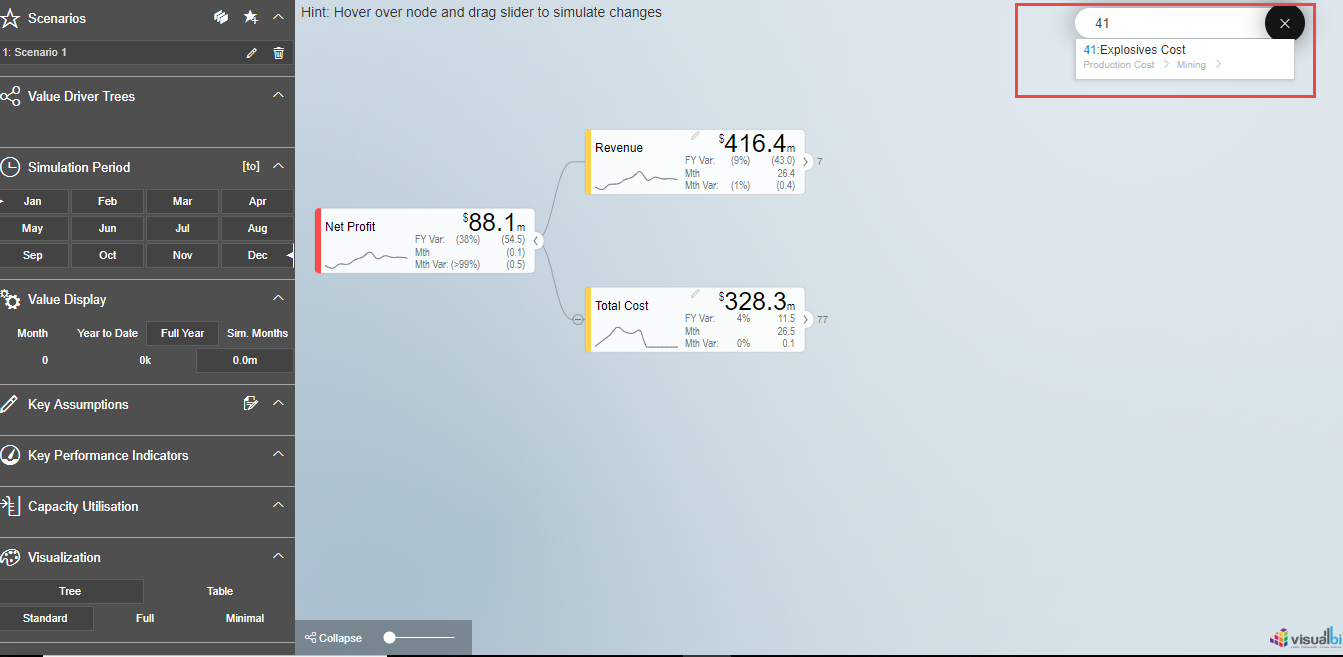 Scenarios
1: Scenario 1
Value Driver Trees
Simulation Period [to]
Jan Feb Mar Apr
May Jun Jul Aug
Sep Oct Nov Dec
Value Display
Month Year to Date Full Year Sim. Months
0 0k 0.0m
Key Assumptions
Key Performance Indicators
Capacity Utilisation
Visualization
Tree Table
Standard Full Minimal
Hint: Hover over node and drag slider to simulate changes
41
41:Explosives Cost
Production Cost > Mining >
Net Profit $88.1m
FY Var: (38%) (54.5)
Mth (0.1)
Mth Var: (>99%) (0.5)
Revenue $416.4m
FY Var: (9%) (43.0) 7
Mth 26.4
Mth Var: (1%) (0.4)
Total Cost $328.3m
FY Var: 4% 11.5 77
Mth 26.5
Mth Var: 0% 0.1
Collapse
visualbi